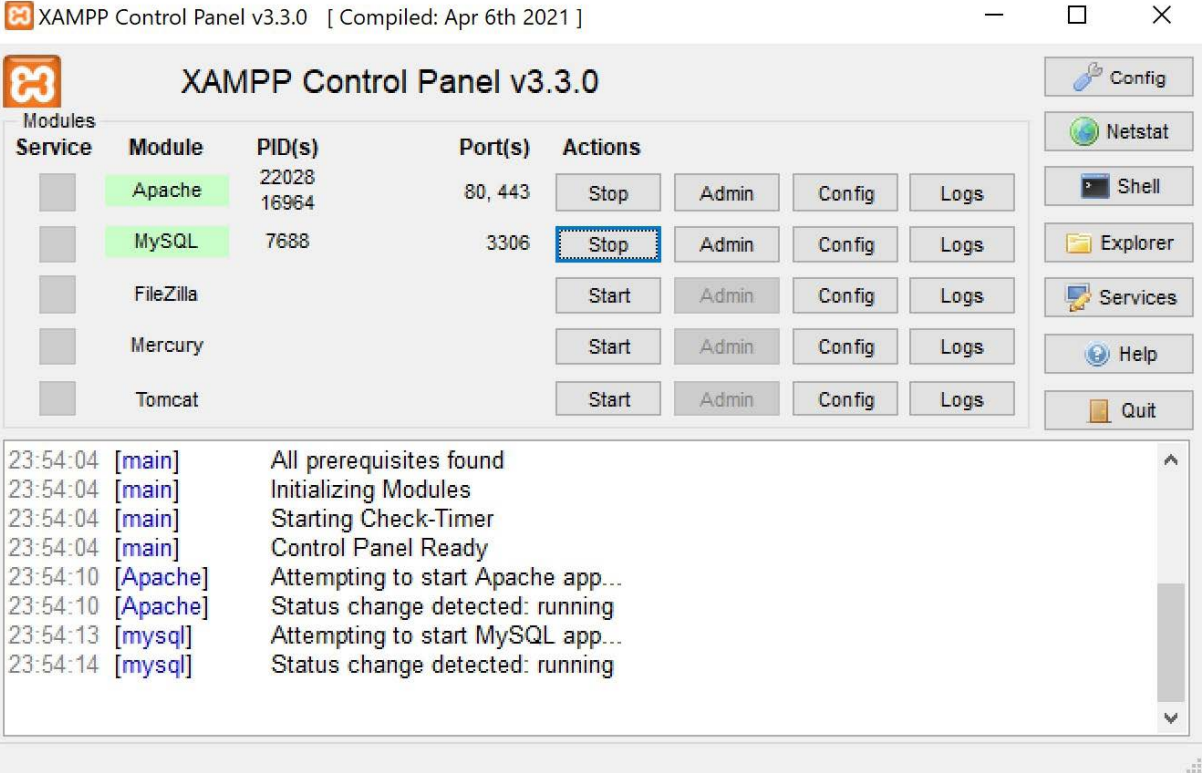 XAMPP Control Panel v3.3.0 [ Compiled: Apr 6th 2021 ]
XAMPP Control Panel v3.3.0
Config
Modules
Netstat
Service Module PID(s) Port(s) Actions
Apache 22028 16964 80, 443 Stop Admin Config Logs
Shell
MySQL 7688 3306 Stop Admin Config Logs
Explorer
FileZilla Start Admin Config Logs
Services
Mercury Start Admin Config Logs
Help
Tomcat Start Admin Config Logs
Quit
23:54:04 [main] All prerequisites found
23:54:04 [main] Initializing Modules
23:54:04 [main] Starting Check-Timer
23:54:04 [main] Control Panel Ready
23:54:10 [Apache] Attempting to start Apache app...
23:54:10 [Apache] Status change detected: running
23:54:13 [mysql] Attempting to start MySQL app...
23:54:14 [mysql] Status change detected: running